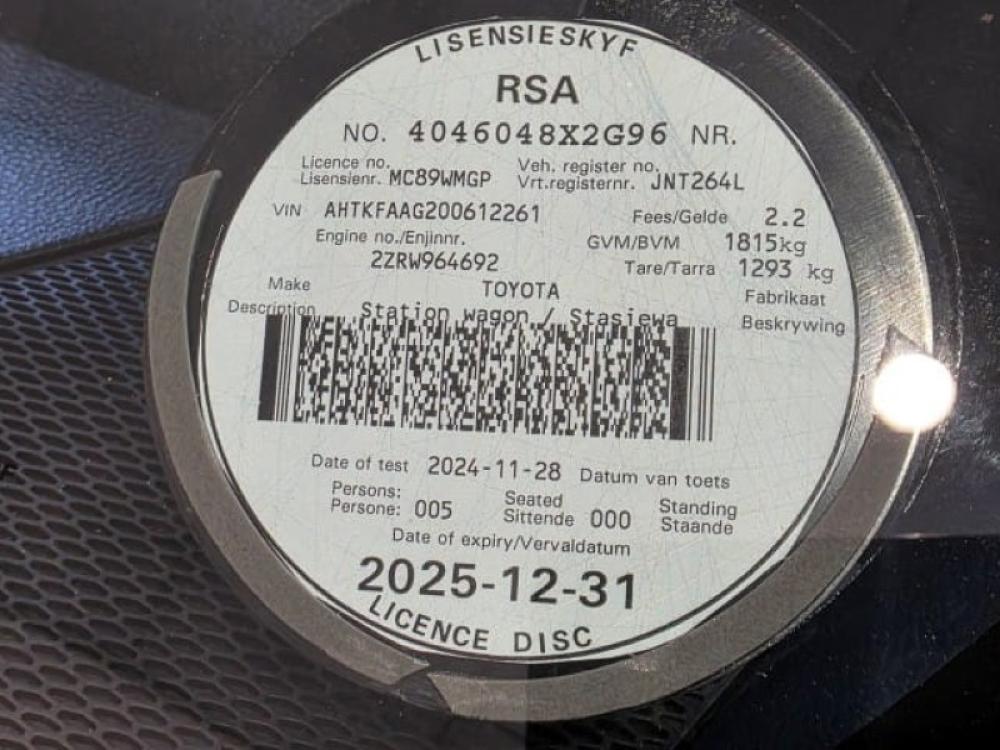 LISENSIESKYF
RSA
NO. 4046048X2G96 NR.
Licence no. Veh. register no.
Lisensienr. MC89WMGP Vrt.registernr. JNT264L
VIN AHTKFAAG200612261 Fees/Gelde 2.2
Engine no./Enjinnr. GVM/BVM 1815kg
2ZRW964692 Tare/Tarra 1293 kg
Make TOYOTA Fabrikaat
Description Station wagon / Stasiewa Beskrywing
Date of test 2024-11-28 Datum van toets
Persons: Seated Standing
Persone: 005 Sittende 000 Staande
Date of expiry/Vervaldatum
2025-12-31
LICENCE DISC